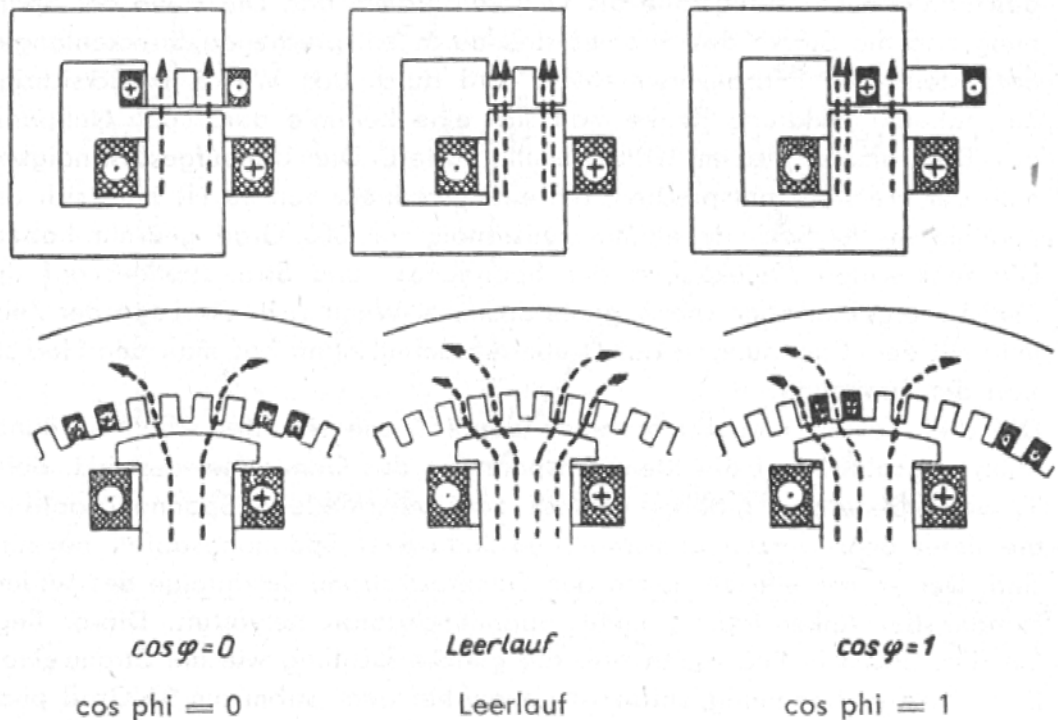 cos φ = 0 Leerlauf cos φ = 1
cos phi = 0 Leerlauf cos phi = 1